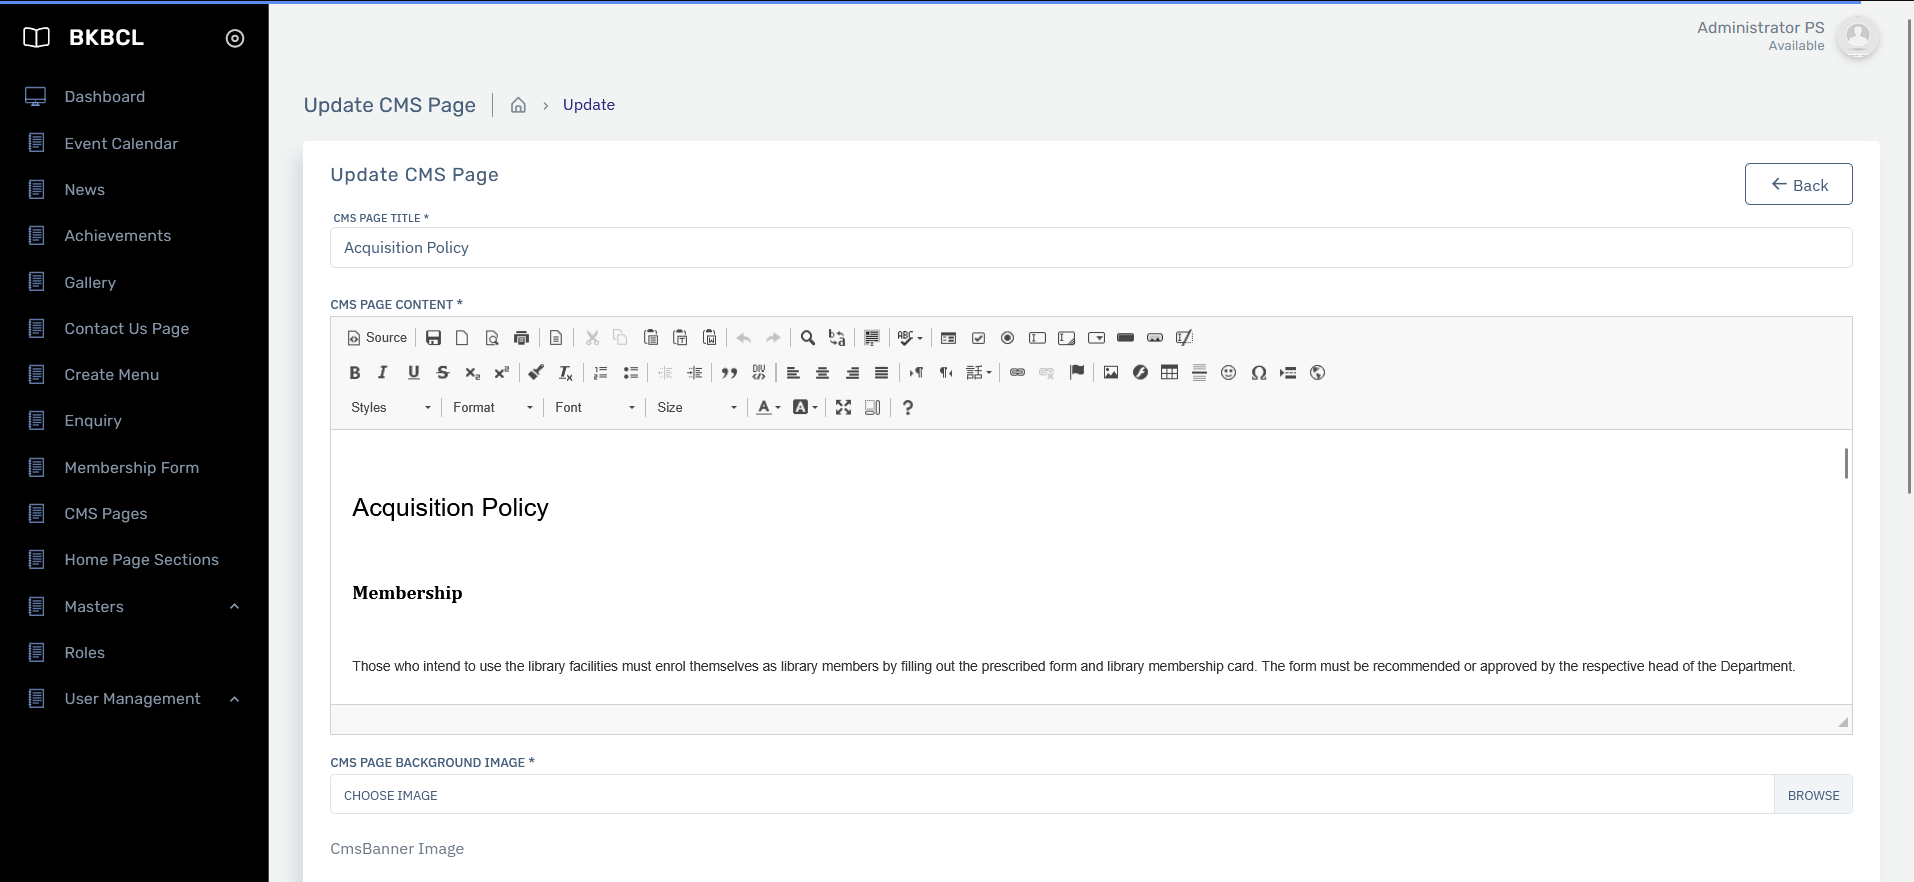 BKBCL
Administrator PS
Available
Dashboard
Event Calendar
News
Achievements
Gallery
Contact Us Page
Create Menu
Enquiry
Membership Form
CMS Pages
Home Page Sections
Masters
Roles
User Management
Update CMS Page
Update
Update CMS Page
Back
CMS PAGE TITLE *
Acquisition Policy
CMS PAGE CONTENT *
Source
Styles Format Font Size
Acquisition Policy
Membership
Those who intend to use the library facilities must enrol themselves as library members by filling out the prescribed form and library membership card. The form must be recommended or approved by the respective head of the Department.
CMS PAGE BACKGROUND IMAGE *
CHOOSE IMAGE BROWSE
CmsBanner Image